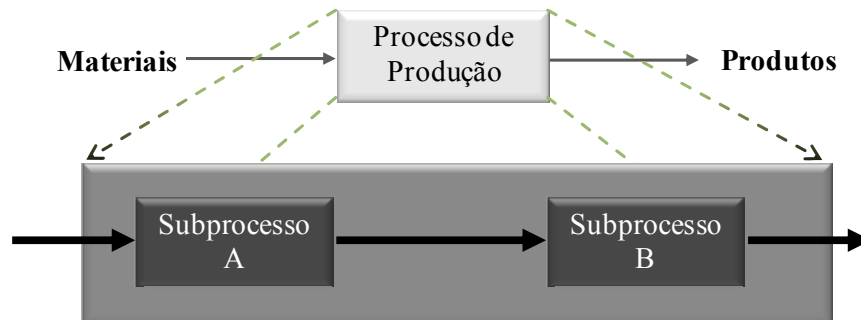 Materiais
Processo de
Produção
Produtos
Subprocesso
A
Subprocesso
B